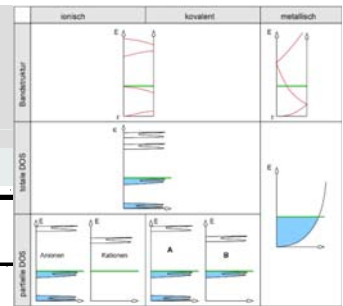 ionisch kovalent metallisch
Bandstruktur
E E
Γ Γ
totale DOS
E
E
partielle DOS
E E E E
Anionen Kationen A B